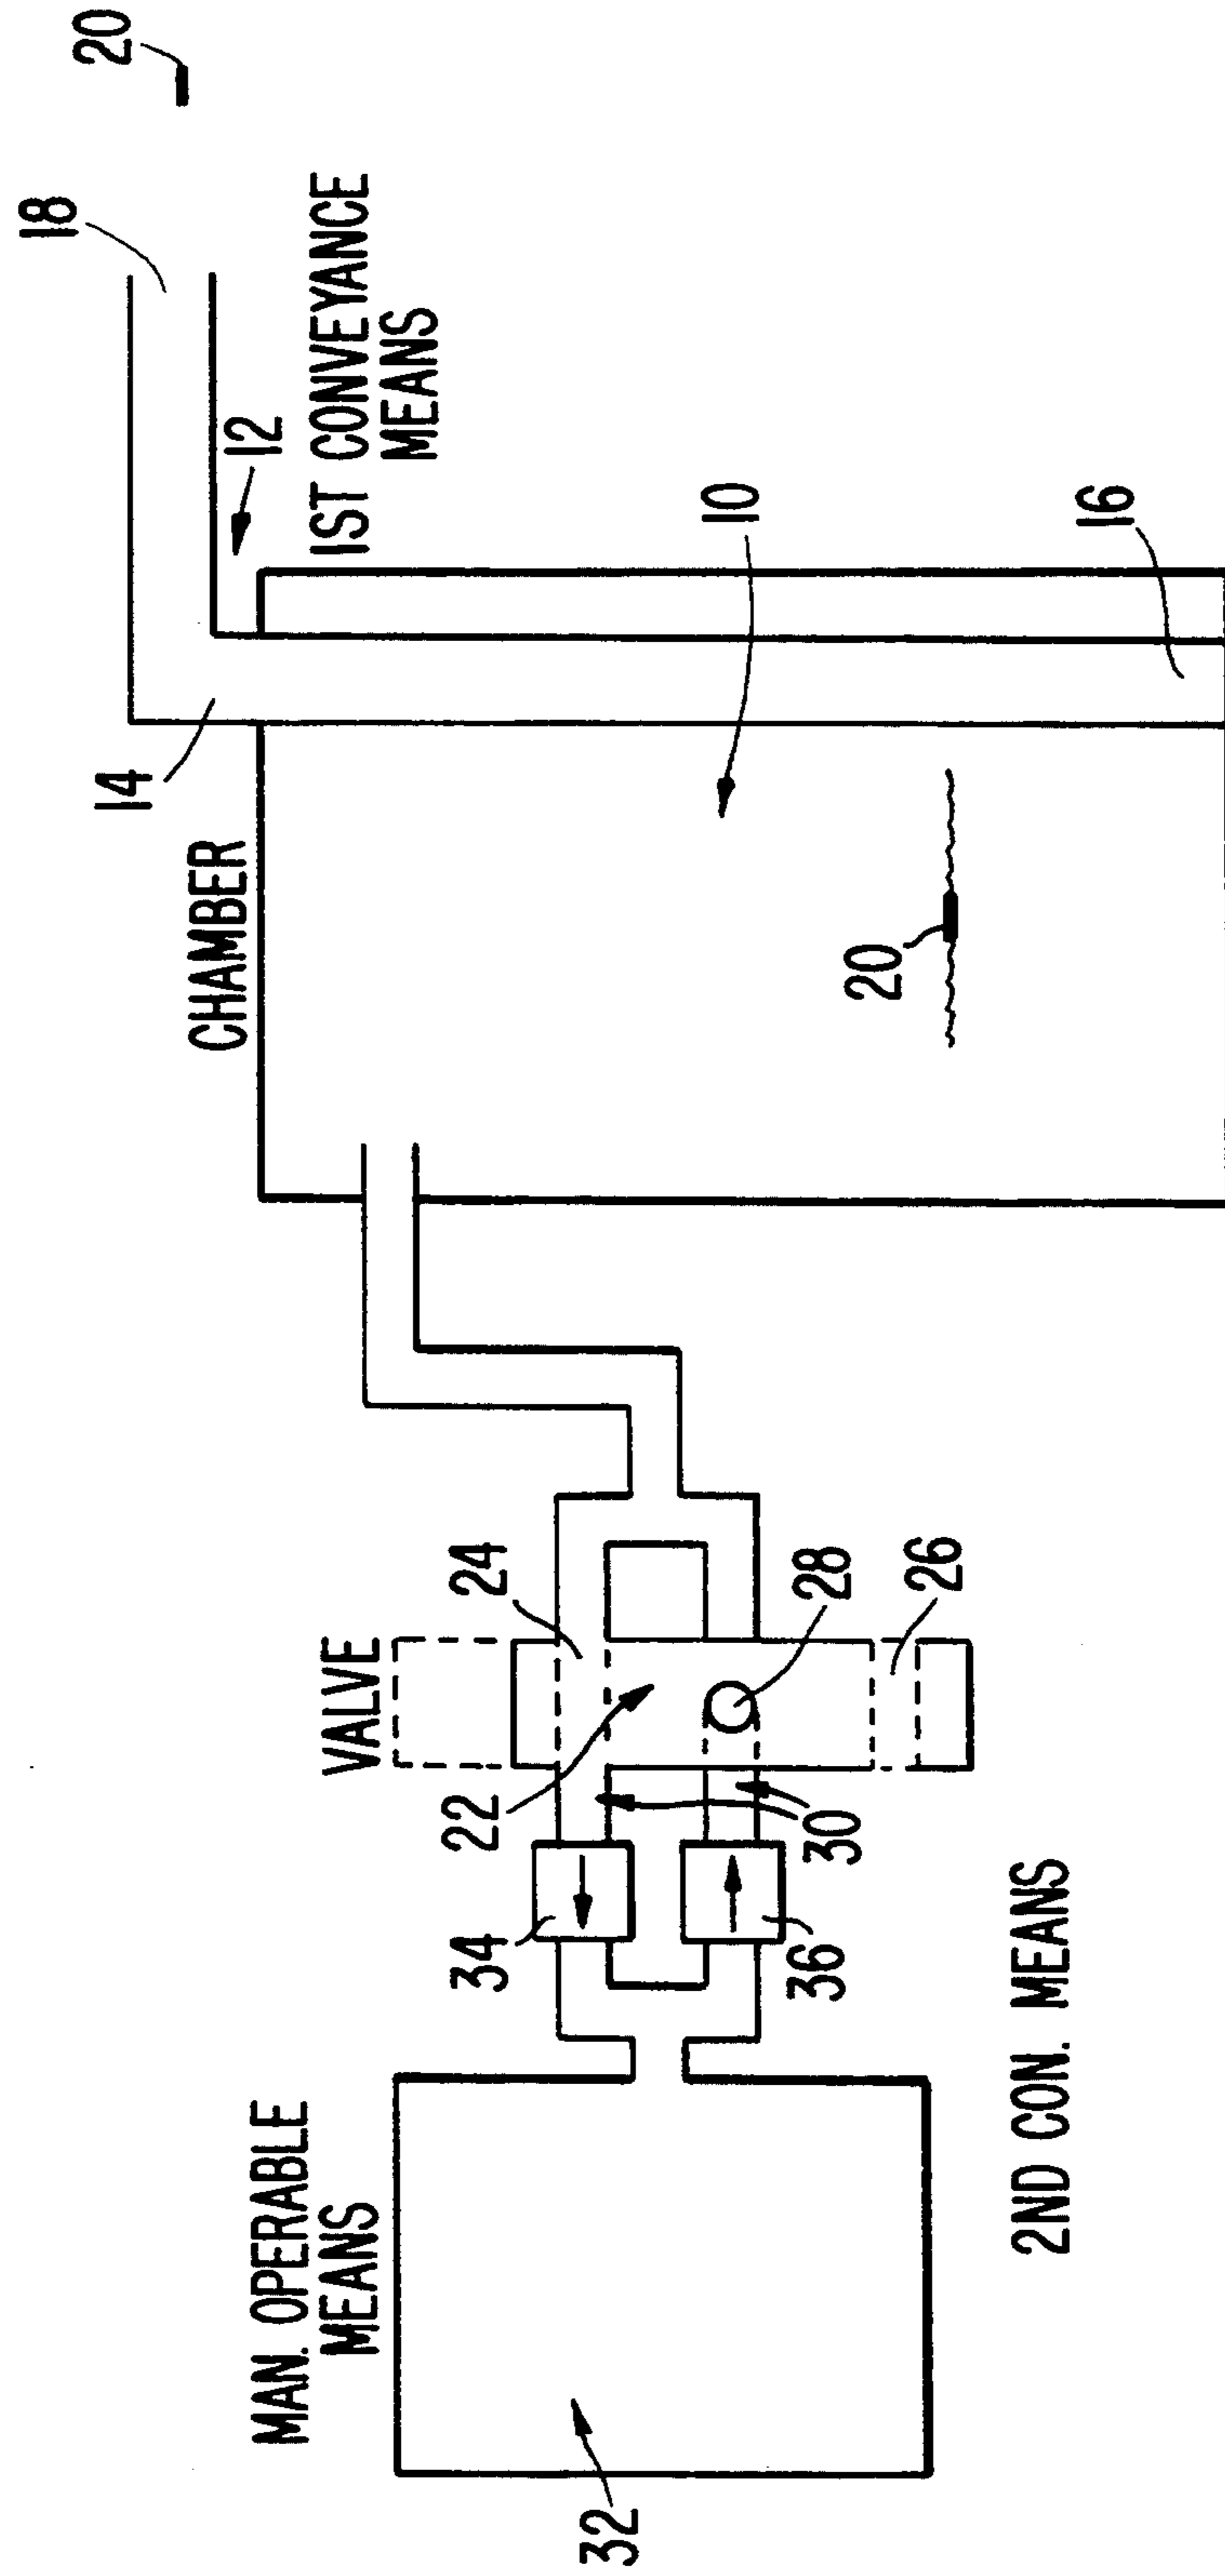 MAN. OPERABLE
MEANS
32
34
36
2ND CON. MEANS
VALVE
22
24
30
28
26
CHAMBER
14
12
1ST CONVEYANCE
MEANS
10
16
18
20
20